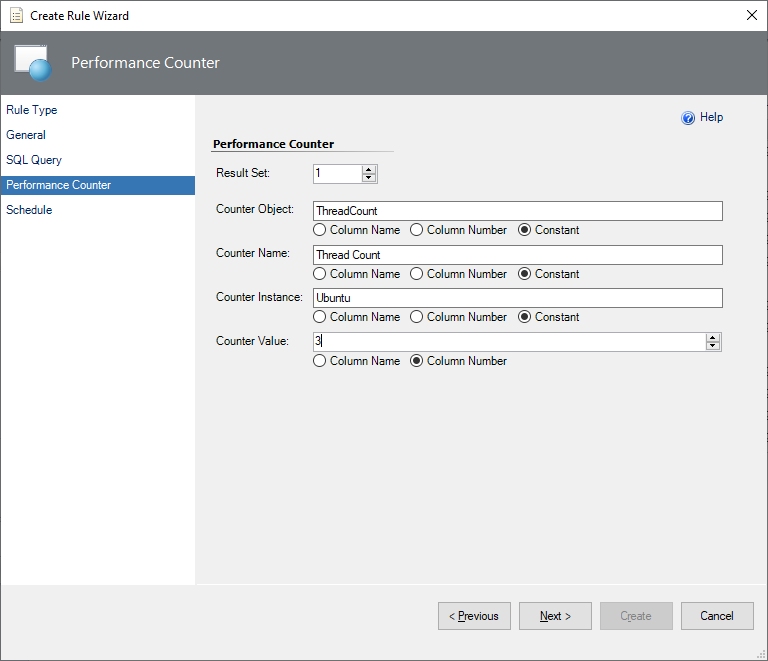 Create Rule Wizard
Performance Counter
Rule Type
General
SQL Query
Performance Counter
Schedule
Help
Performance Counter
Result Set: 1
Counter Object: ThreadCount
Column Name Column Number Constant
Counter Name: Thread Count
Column Name Column Number Constant
Counter Instance: Ubuntu
Column Name Column Number Constant
Counter Value: 3
Column Name Column Number
< Previous Next > Create Cancel